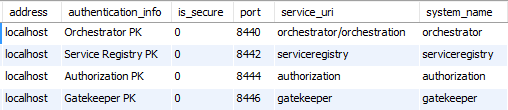 address authentication_info is_secure port service_uri system_name
localhost Orchestrator PK 0 8440 orchestrator/orchestration orchestrator
localhost Service Registry PK 0 8442 serviceregistry serviceregistry
localhost Authorization PK 0 8444 authorization authorization
localhost Gatekeeper PK 0 8446 gatekeeper gatekeeper